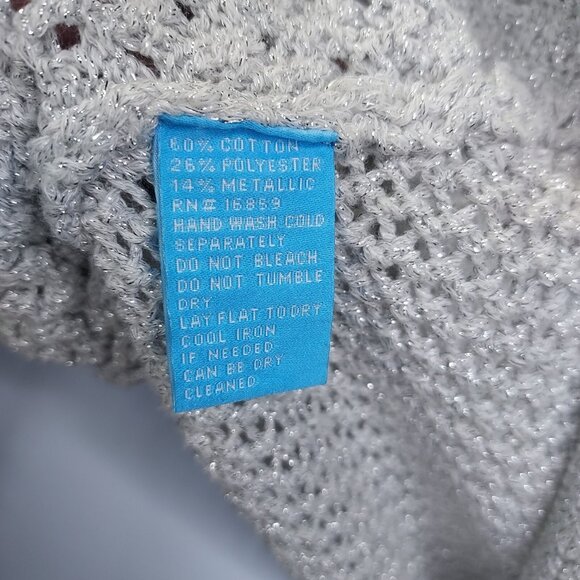 60% COTTON
26% POLYESTER
14% METALLIC
RN# 16859
HAND WASH COLD
SEPARATELY
DO NOT BLEACH
DO NOT TUMBLE
DRY
LAY FLAT TO DRY
COOL IRON
IF NEEDED
CAN BE DRY
CLEANED